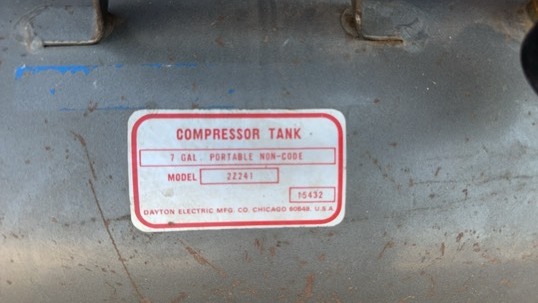 COMPRESSOR TANK
7 GAL. PORTABLE NON-CODE
MODEL 2Z241
15432
DAYTON ELECTRIC MFG. CO. CHICAGO 60648 U.S.A.